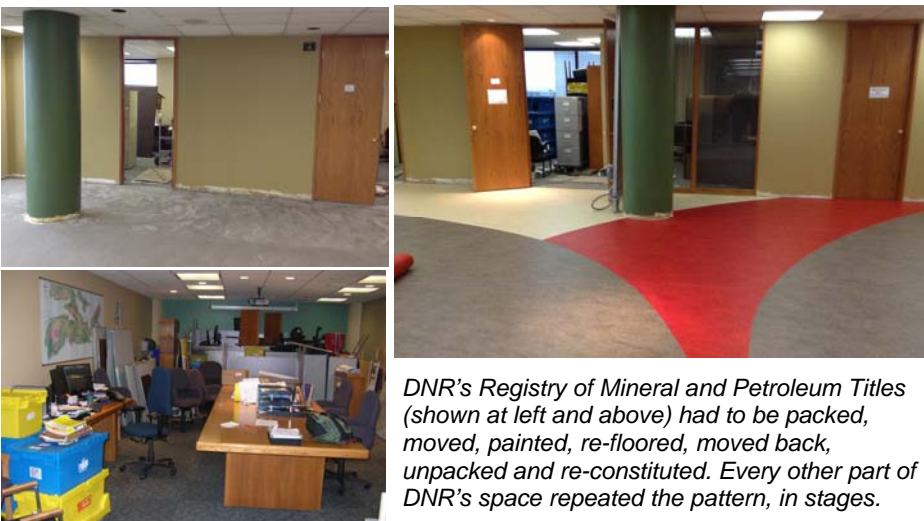 DNR’s Registry of Mineral and Petroleum Titles
(shown at left and above) had to be packed,
moved, painted, re-floored, moved back,
unpacked and re-constituted. Every other part of
DNR’s space repeated the pattern, in stages.